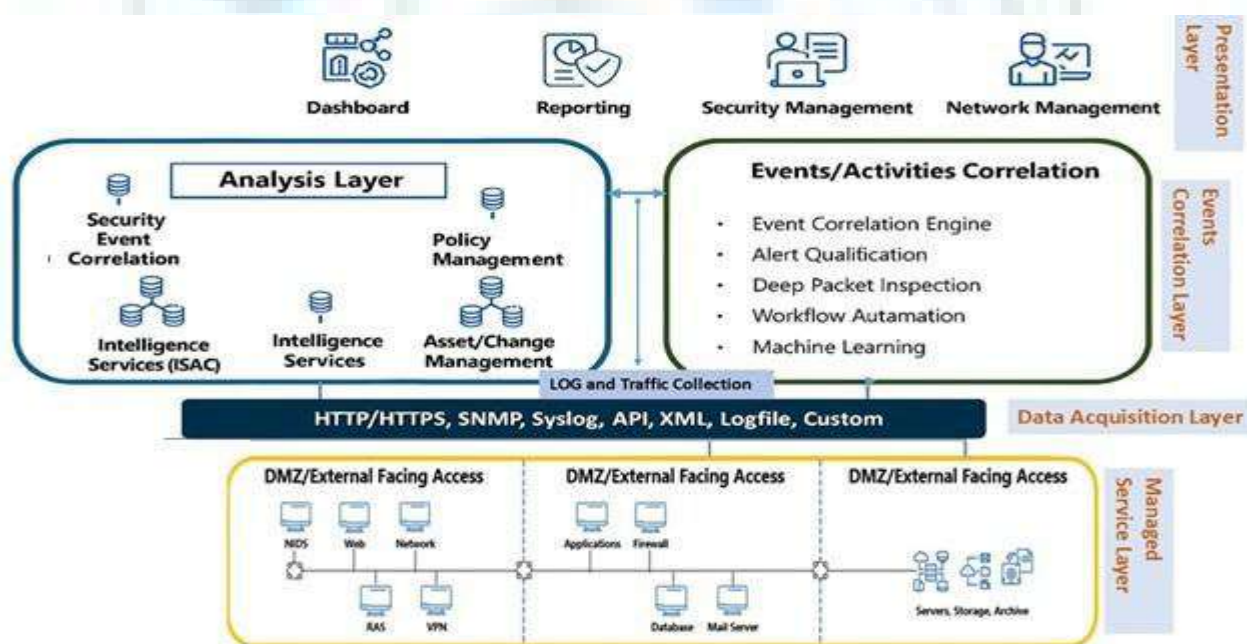 Dashboard
Reporting
Security Management
Network Management
Presentation
Layer
Analysis Layer
Security
Event
Correlation
Policy
Management
Intelligence
Services (ISAC)
Intelligence
Services
Asset/Change
Management
Events/Activities Correlation
· Event Correlation Engine
· Alert Qualification
· Deep Packet Inspection
· Workflow Autamation
· Machine Learning
Events
Correlation Layer
LOG and Traffic Collection
HTTP/HTTPS, SNMP, Syslog, API, XML, Logfile, Custom
Data Acquisition Layer
DMZ/External Facing Access
DMZ/External Facing Access
DMZ/External Facing Access
NIDS
Web
Network
RAS
VPN
Applications
Firewall
Database
Mail Server
Servers, Storage, Archive
Managed
Service Layer